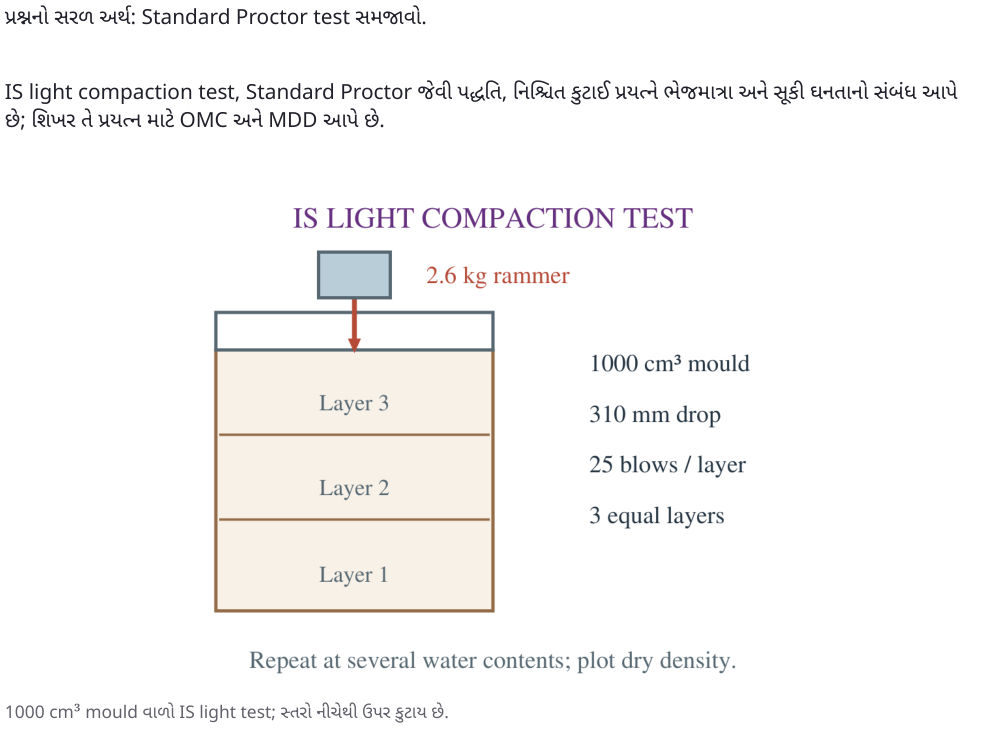 પ્રશ્નનો સરળ અર્થ: Standard Proctor test સમજાવો.
IS light compaction test, Standard Proctor જેવી પદ્ધતિ, નિશ્ચિત કુટાઈ પ્રયત્ને ભેજમાત્રા અને સૂકી ઘનતાનો સંબંધ આપે
છે; શિખર તે પ્રયત્ન માટે OMC અને MDD આપે છે.
IS LIGHT COMPACTION TEST
2.6 kg rammer
Layer 3
Layer 2
Layer 1
1000 cm³ mould
310 mm drop
25 blows / layer
3 equal layers
Repeat at several water contents; plot dry density.
1000 cm³ mould વાળો IS light test; સ્તરો નીચેથી ઉપર કુટાય છે.